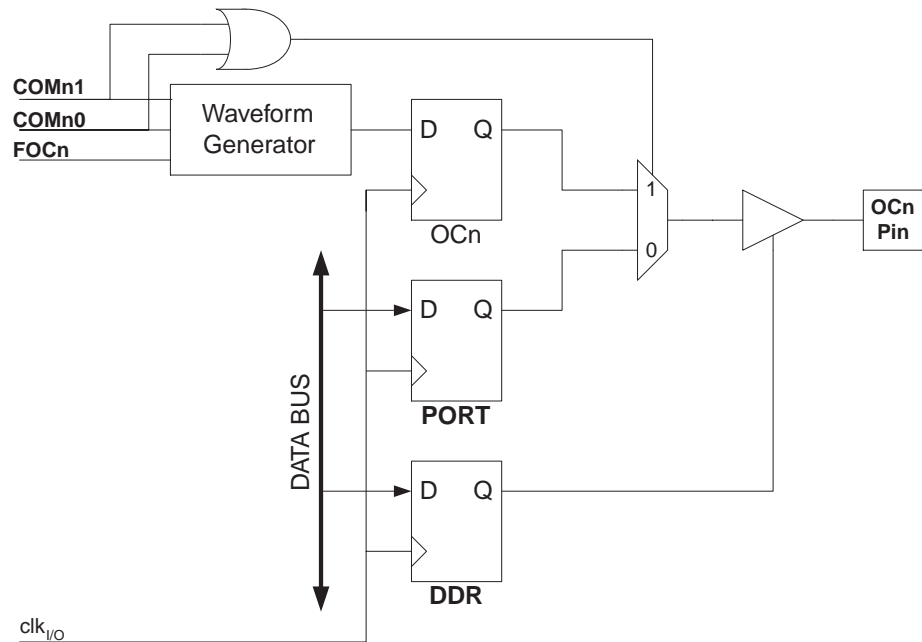 COMn1
COMn0
FOCn
Waveform
Generator
D Q
OCn
1
0
OCn
Pin
D Q
PORT
DATA BUS
D Q
DDR
clkI/O